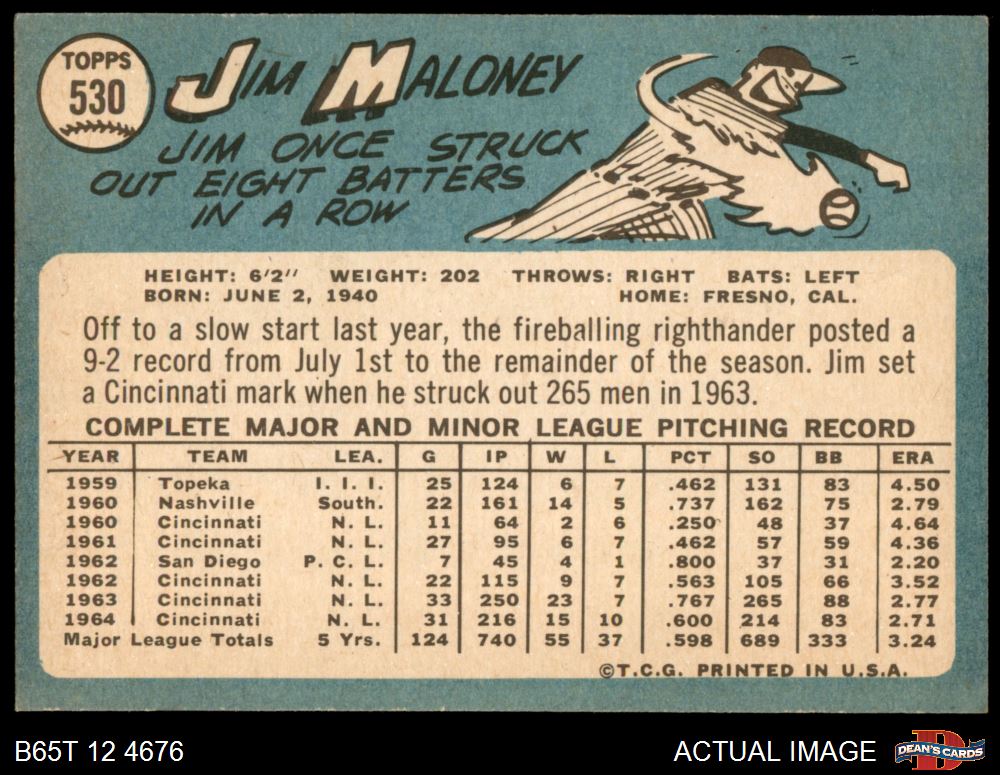 TOPPS
530
JIM MALONEY
JIM ONCE STRUCK
OUT EIGHT BATTERS
IN A ROW
HEIGHT: 6'2" WEIGHT: 202 THROWS: RIGHT BATS: LEFT
BORN: JUNE 2, 1940 HOME: FRESNO, CAL.
Off to a slow start last year, the fireballing righthander posted a
9-2 record from July 1st to the remainder of the season. Jim set
a Cincinnati mark when he struck out 265 men in 1963.
COMPLETE MAJOR AND MINOR LEAGUE PITCHING RECORD
YEAR TEAM LEA. G IP W L PCT SO BB ERA
1959 Topeka I. I. I. 25 124 6 7 .462 131 83 4.50
1960 Nashville South. 22 161 14 5 .737 162 75 2.79
1960 Cincinnati N. L. 11 64 2 6 .250 48 37 4.64
1961 Cincinnati N. L. 27 95 6 7 .462 57 59 4.36
1962 San Diego P. C. L. 7 45 4 1 .800 37 31 2.20
1962 Cincinnati N. L. 22 115 9 7 .563 105 66 3.52
1963 Cincinnati N. L. 33 250 23 7 .767 265 88 2.77
1964 Cincinnati N. L. 31 216 15 10 .600 214 83 2.71
Major League Totals 5 Yrs. 124 740 55 37 .598 689 333 3.24
©T.C.G. PRINTED IN U.S.A.
B65T 12 4676 ACTUAL IMAGE D DEAN'S CARDS